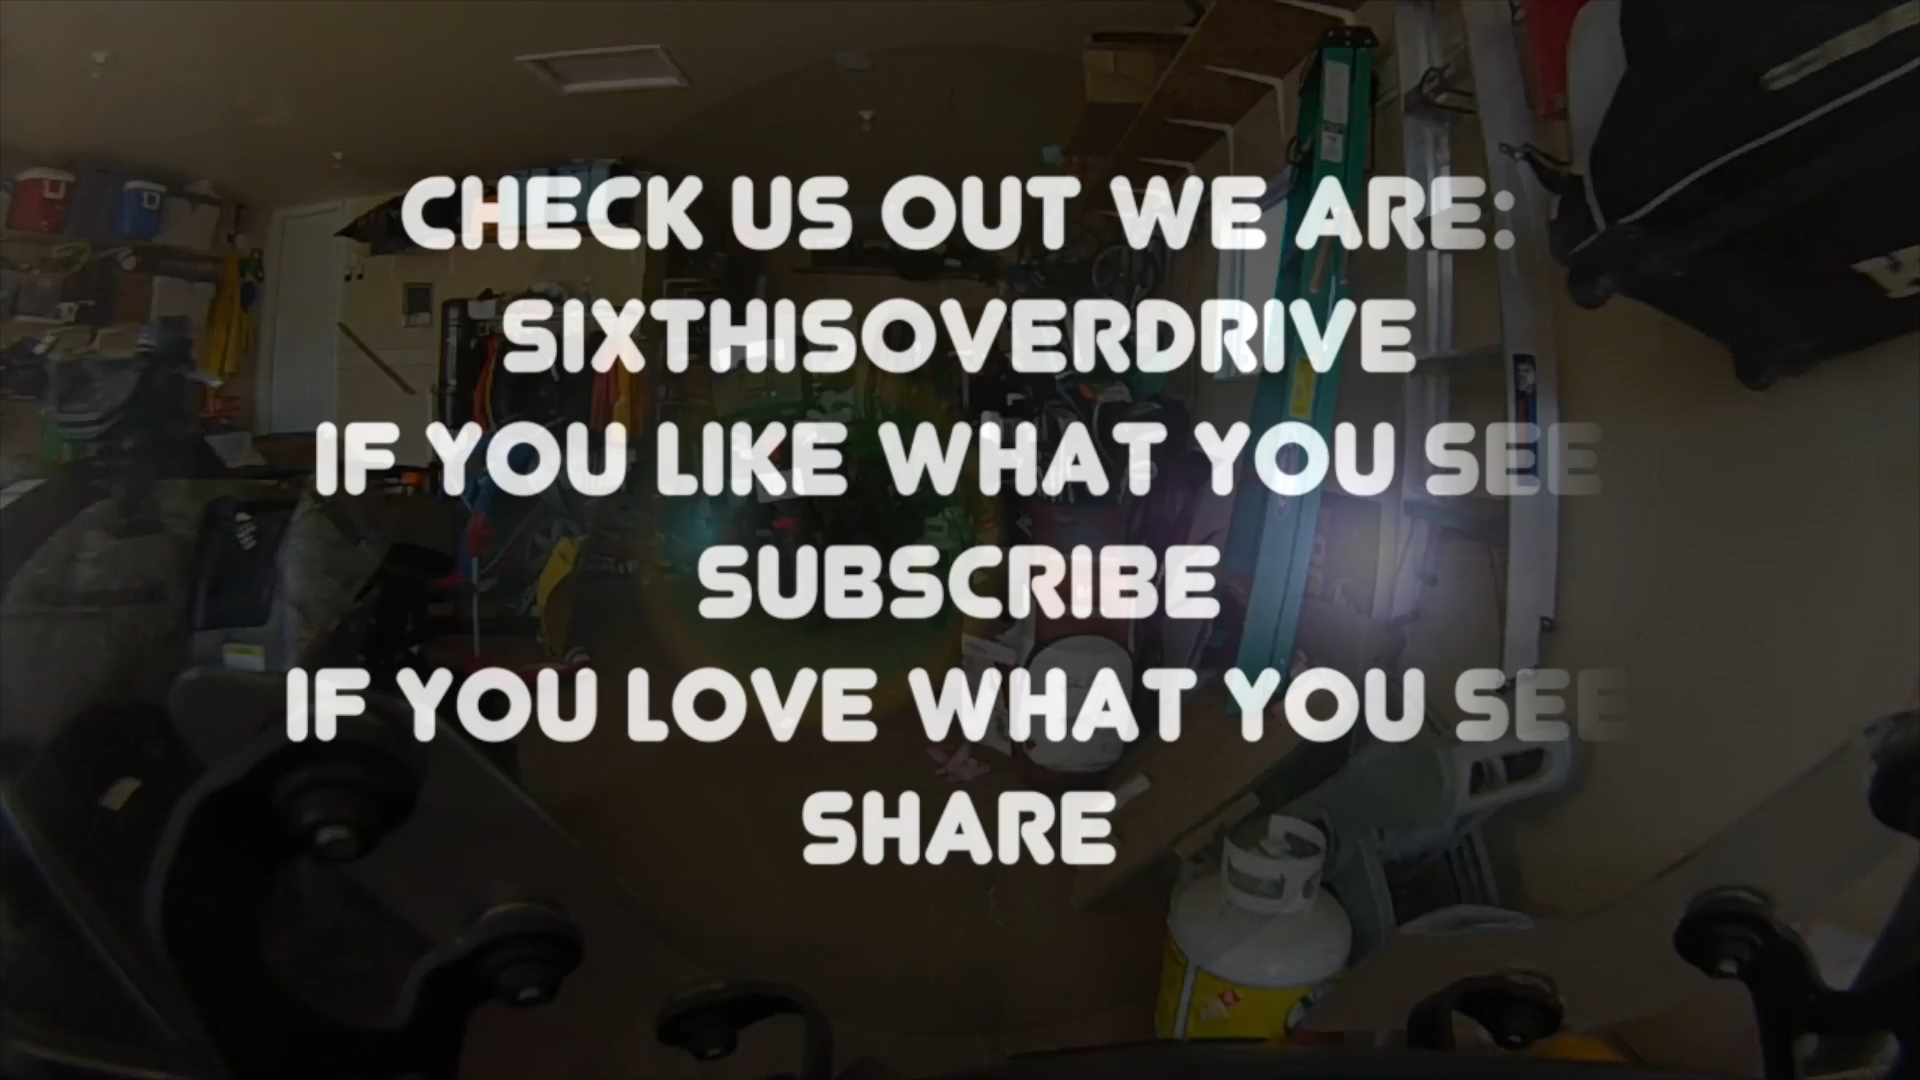 CHECK US OUT WE ARE:
SIXTHISOVERDRIVE
IF YOU LIKE WHAT YOU SEE
SUBSCRIBE
IF YOU LOVE WHAT YOU SEE
SHARE